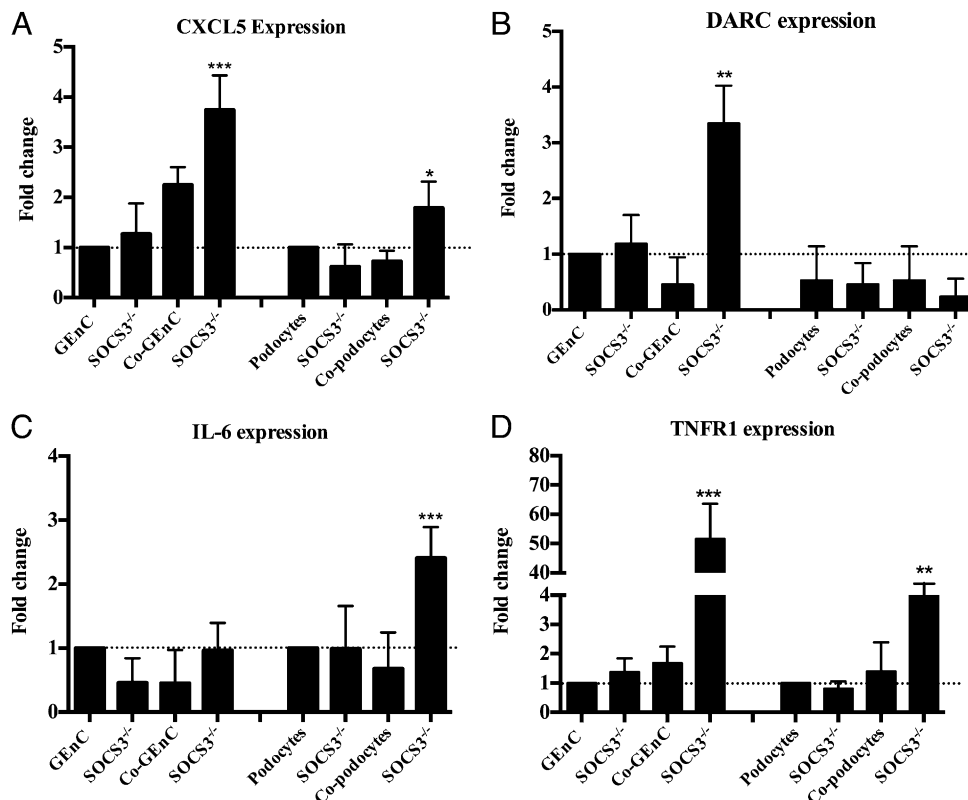 A
CXCL5 Expression
***
*
Fold change
5
4
3
2
1
0
GEnC
SOCS3-/-
Co-GEnC
SOCS3-/-
Podocytes
SOCS3-/-
Co-podocytes
SOCS3-/-
B
DARC expression
**
Fold change
5
4
3
2
1
0
GEnC
SOCS3-/-
Co-GEnC
SOCS3-/-
Podocytes
SOCS3-/-
Co-podocytes
SOCS3-/-
C
IL-6 expression
***
Fold change
4
3
2
1
0
GEnC
SOCS3-/-
Co-GEnC
SOCS3-/-
Podocytes
SOCS3-/-
Co-podocytes
SOCS3-/-
D
TNFR1 expression
***
**
Fold change
80
70
60
50
40
4
3
2
1
0
GEnC
SOCS3-/-
Co-GEnC
SOCS3-/-
Podocytes
SOCS3-/-
Co-podocytes
SOCS3-/-